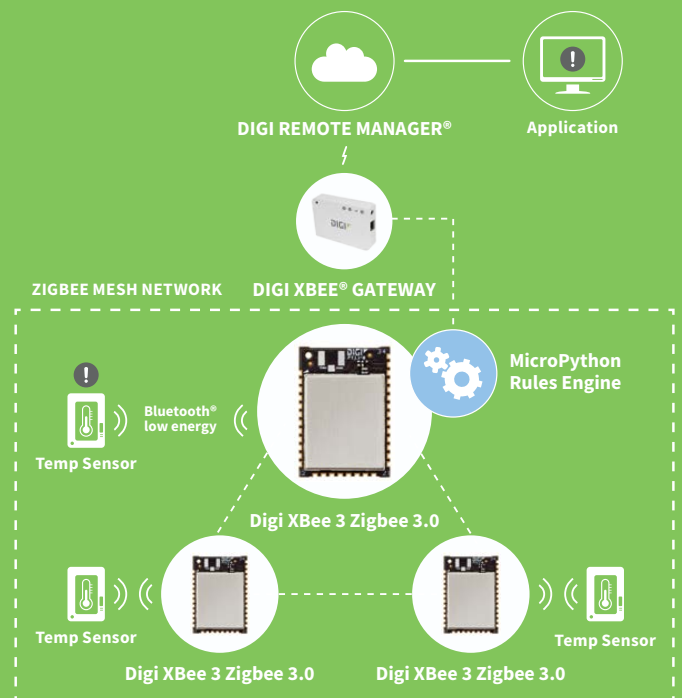 DIGI REMOTE MANAGER®
Application
DIGI
ZIGBEE MESH NETWORK
DIGI XBEE® GATEWAY
DIGI
MicroPython
Rules Engine
Bluetooth®
low energy
Temp Sensor
Digi XBee 3 Zigbee 3.0
Temp Sensor
Temp Sensor
Digi XBee 3 Zigbee 3.0
Digi XBee 3 Zigbee 3.0